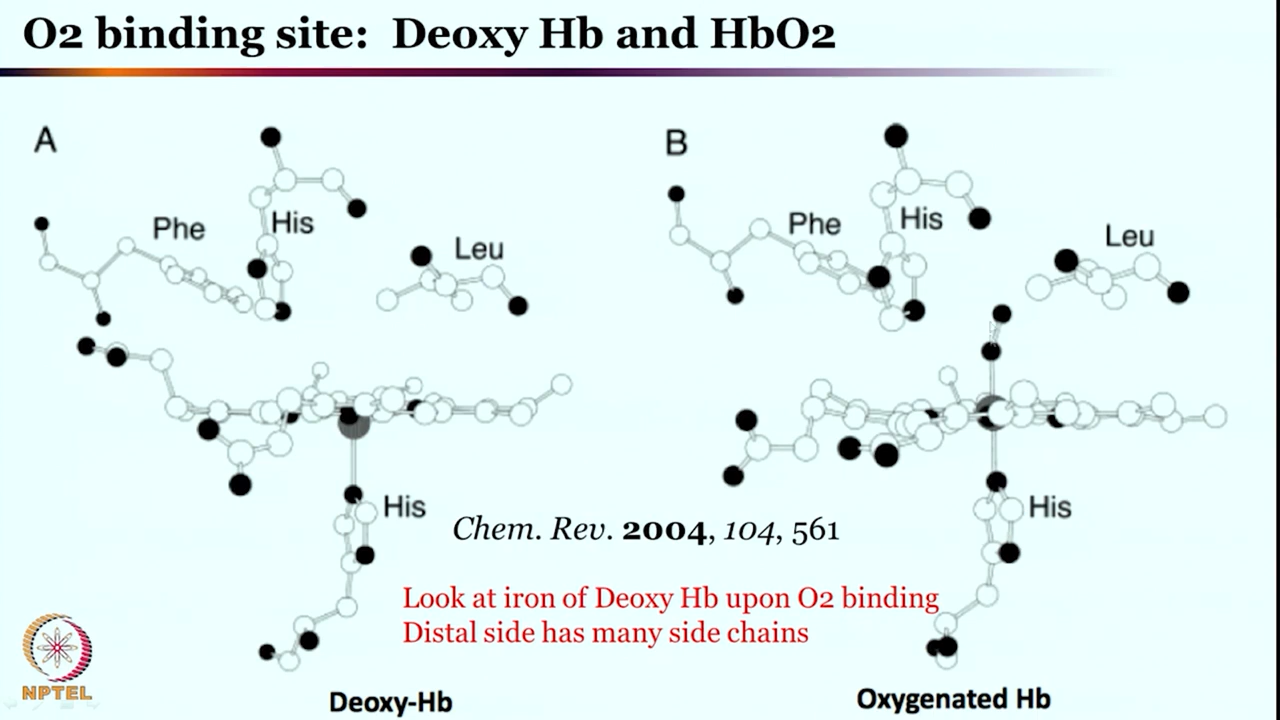 O2 binding site: Deoxy Hb and HbO2
A
B
Phe
His
Leu
Phe
His
Leu
His
His
Chem. Rev. 2004, 104, 561
Look at iron of Deoxy Hb upon O2 binding
Distal side has many side chains
NPTEL
Deoxy-Hb
Oxygenated Hb